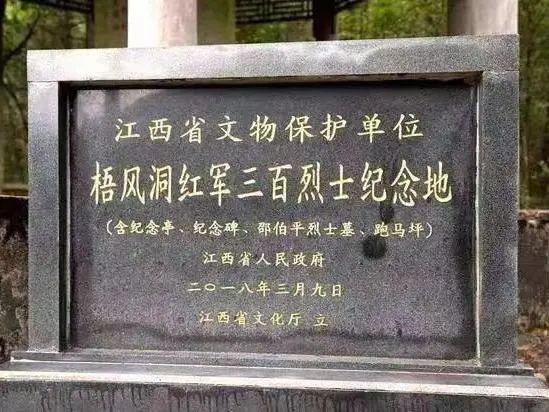 江西省文物保护单位
梧风洞红军三百烈士纪念地
(含纪念亭、纪念碑、邵伯平烈士墓、跑马坪)
江西省人民政府
二〇一八年三月九日
江西省文化厅 立